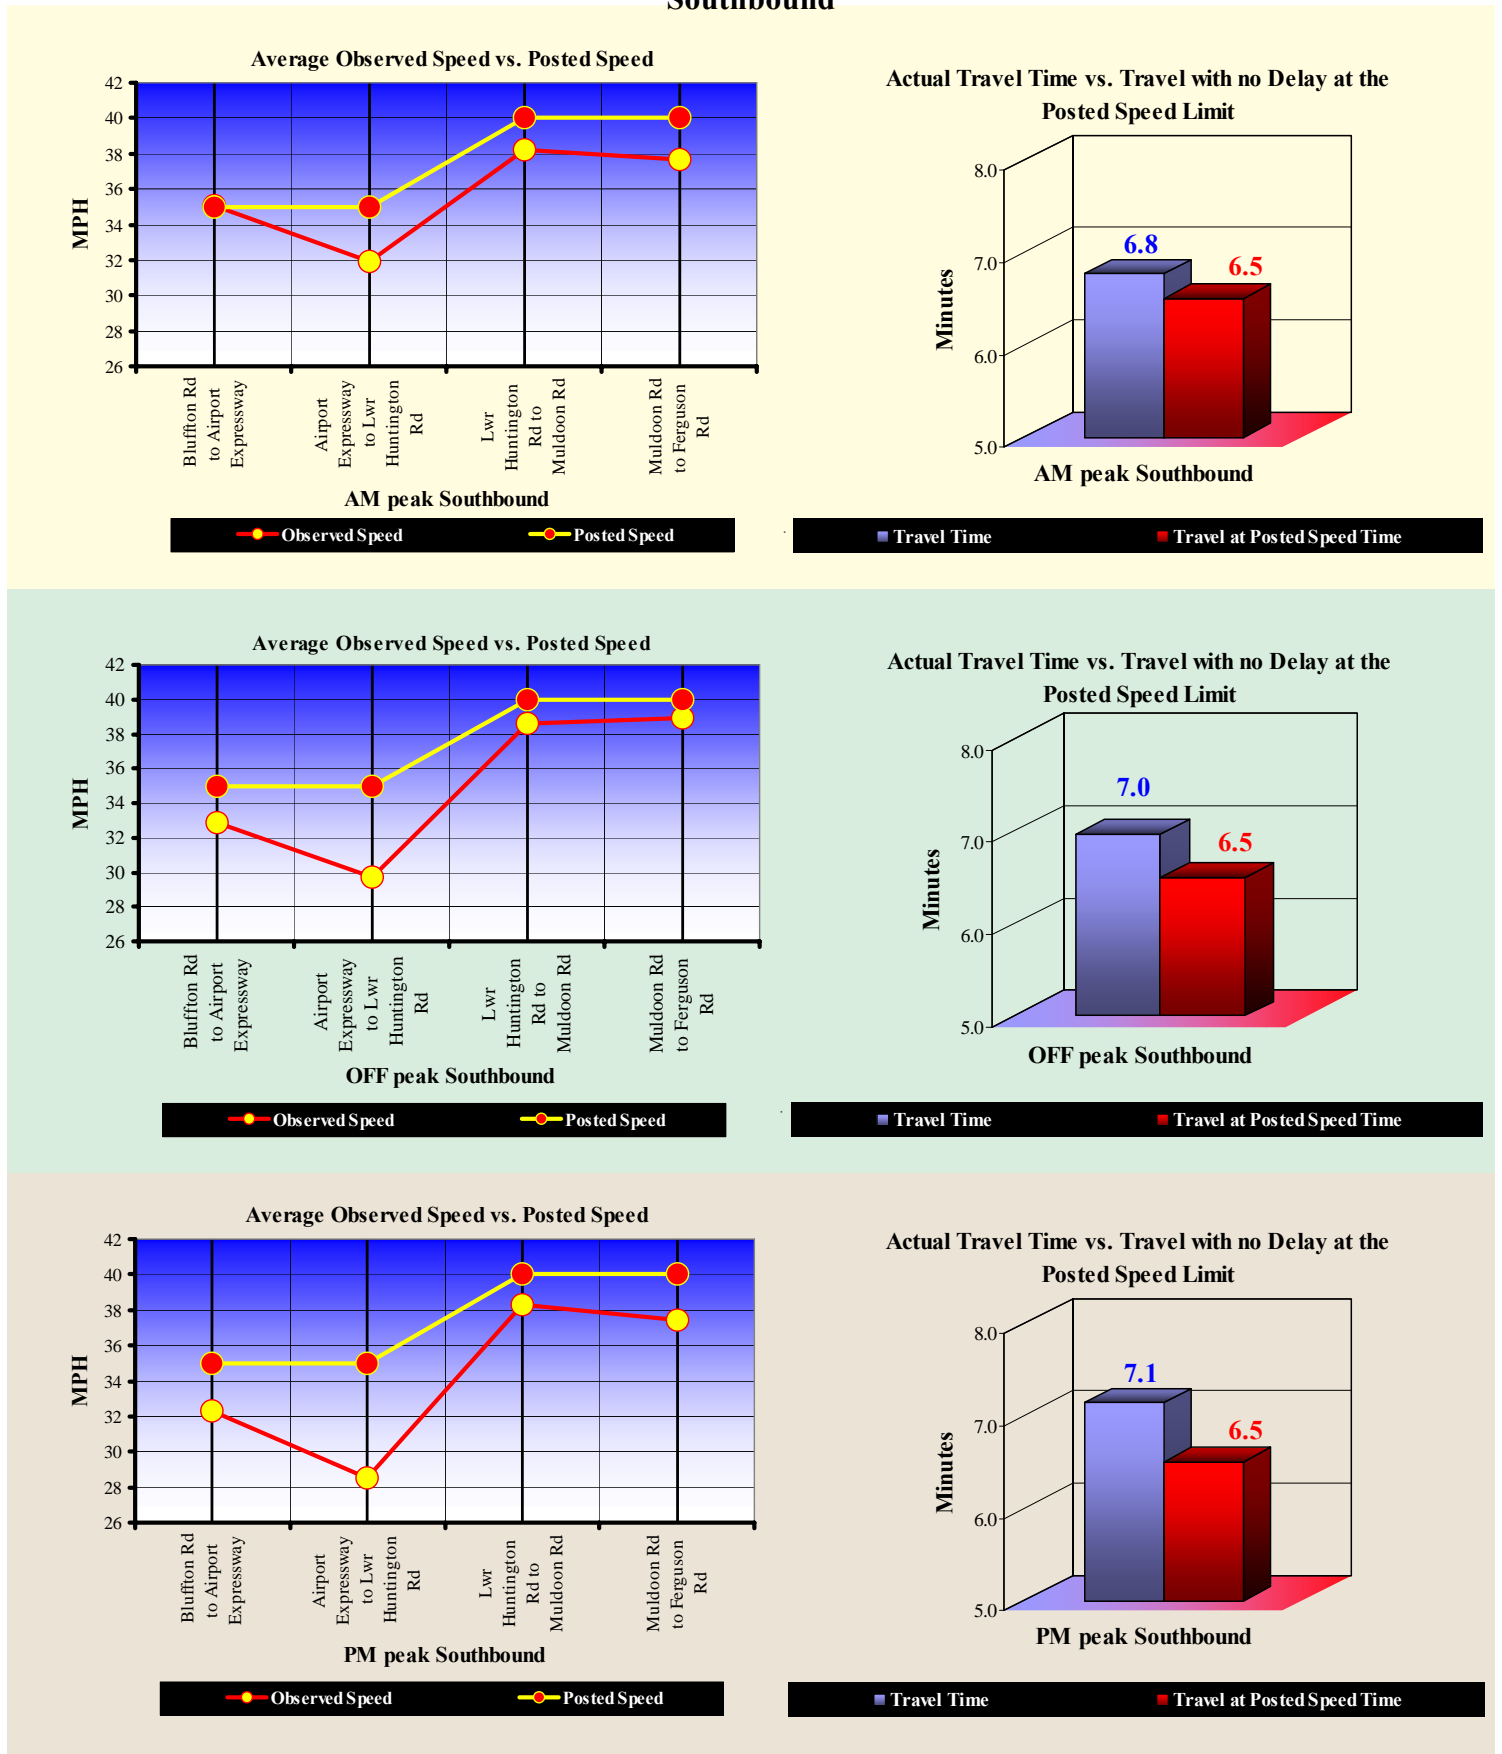 Southbound
Average Observed Speed vs. Posted Speed
42
40
38
36
34
32
30
28
26
MPH
Bluffton Rd
to Airport
Expressway
Airport
Expressway
to Lwr
Huntington
Rd
Lwr
Huntington
Rd to
Muldoon Rd
Muldoon Rd
to Ferguson
Rd
AM peak Southbound
Observed Speed
Posted Speed
Actual Travel Time vs. Travel with no Delay at the
Posted Speed Limit
8.0
7.0
6.0
5.0
Minutes
6.8
6.5
AM peak Southbound
Travel Time
Travel at Posted Speed Time
Average Observed Speed vs. Posted Speed
42
40
38
36
34
32
30
28
26
MPH
Bluffton Rd
to Airport
Expressway
Airport
Expressway
to Lwr
Huntington
Rd
Lwr
Huntington
Rd to
Muldoon Rd
Muldoon Rd
to Ferguson
Rd
OFF peak Southbound
Observed Speed
Posted Speed
Actual Travel Time vs. Travel with no Delay at the
Posted Speed Limit
8.0
7.0
6.0
5.0
Minutes
7.0
6.5
OFF peak Southbound
Travel Time
Travel at Posted Speed Time
Average Observed Speed vs. Posted Speed
42
40
38
36
34
32
30
28
26
MPH
Bluffton Rd
to Airport
Expressway
Airport
Expressway
to Lwr
Huntington
Rd
Lwr
Huntington
Rd to
Muldoon Rd
Muldoon Rd
to Ferguson
Rd
PM peak Southbound
Observed Speed
Posted Speed
Actual Travel Time vs. Travel with no Delay at the
Posted Speed Limit
8.0
7.0
6.0
5.0
Minutes
7.1
6.5
PM peak Southbound
Travel Time
Travel at Posted Speed Time